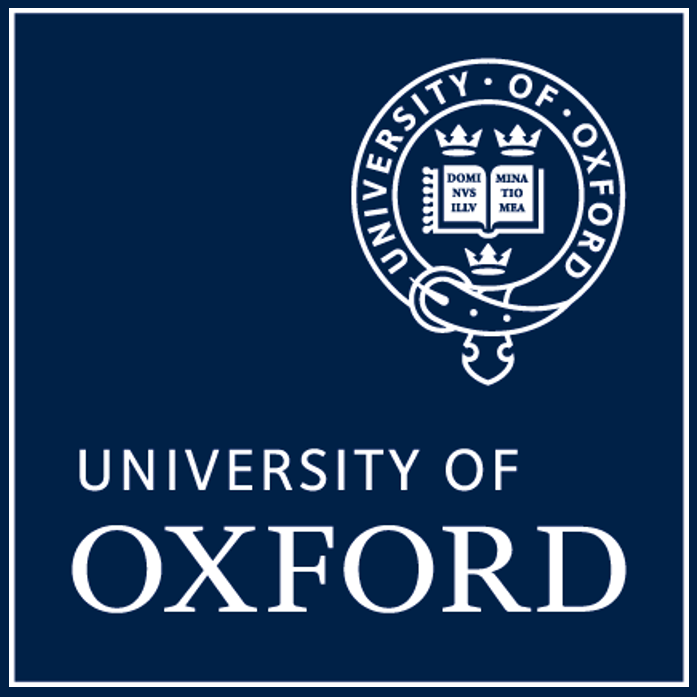 UNIVERSITY · OF · OXFORD
DOMI MINA
NVS TIO
ILLV MEA
UNIVERSITY OF
OXFORD